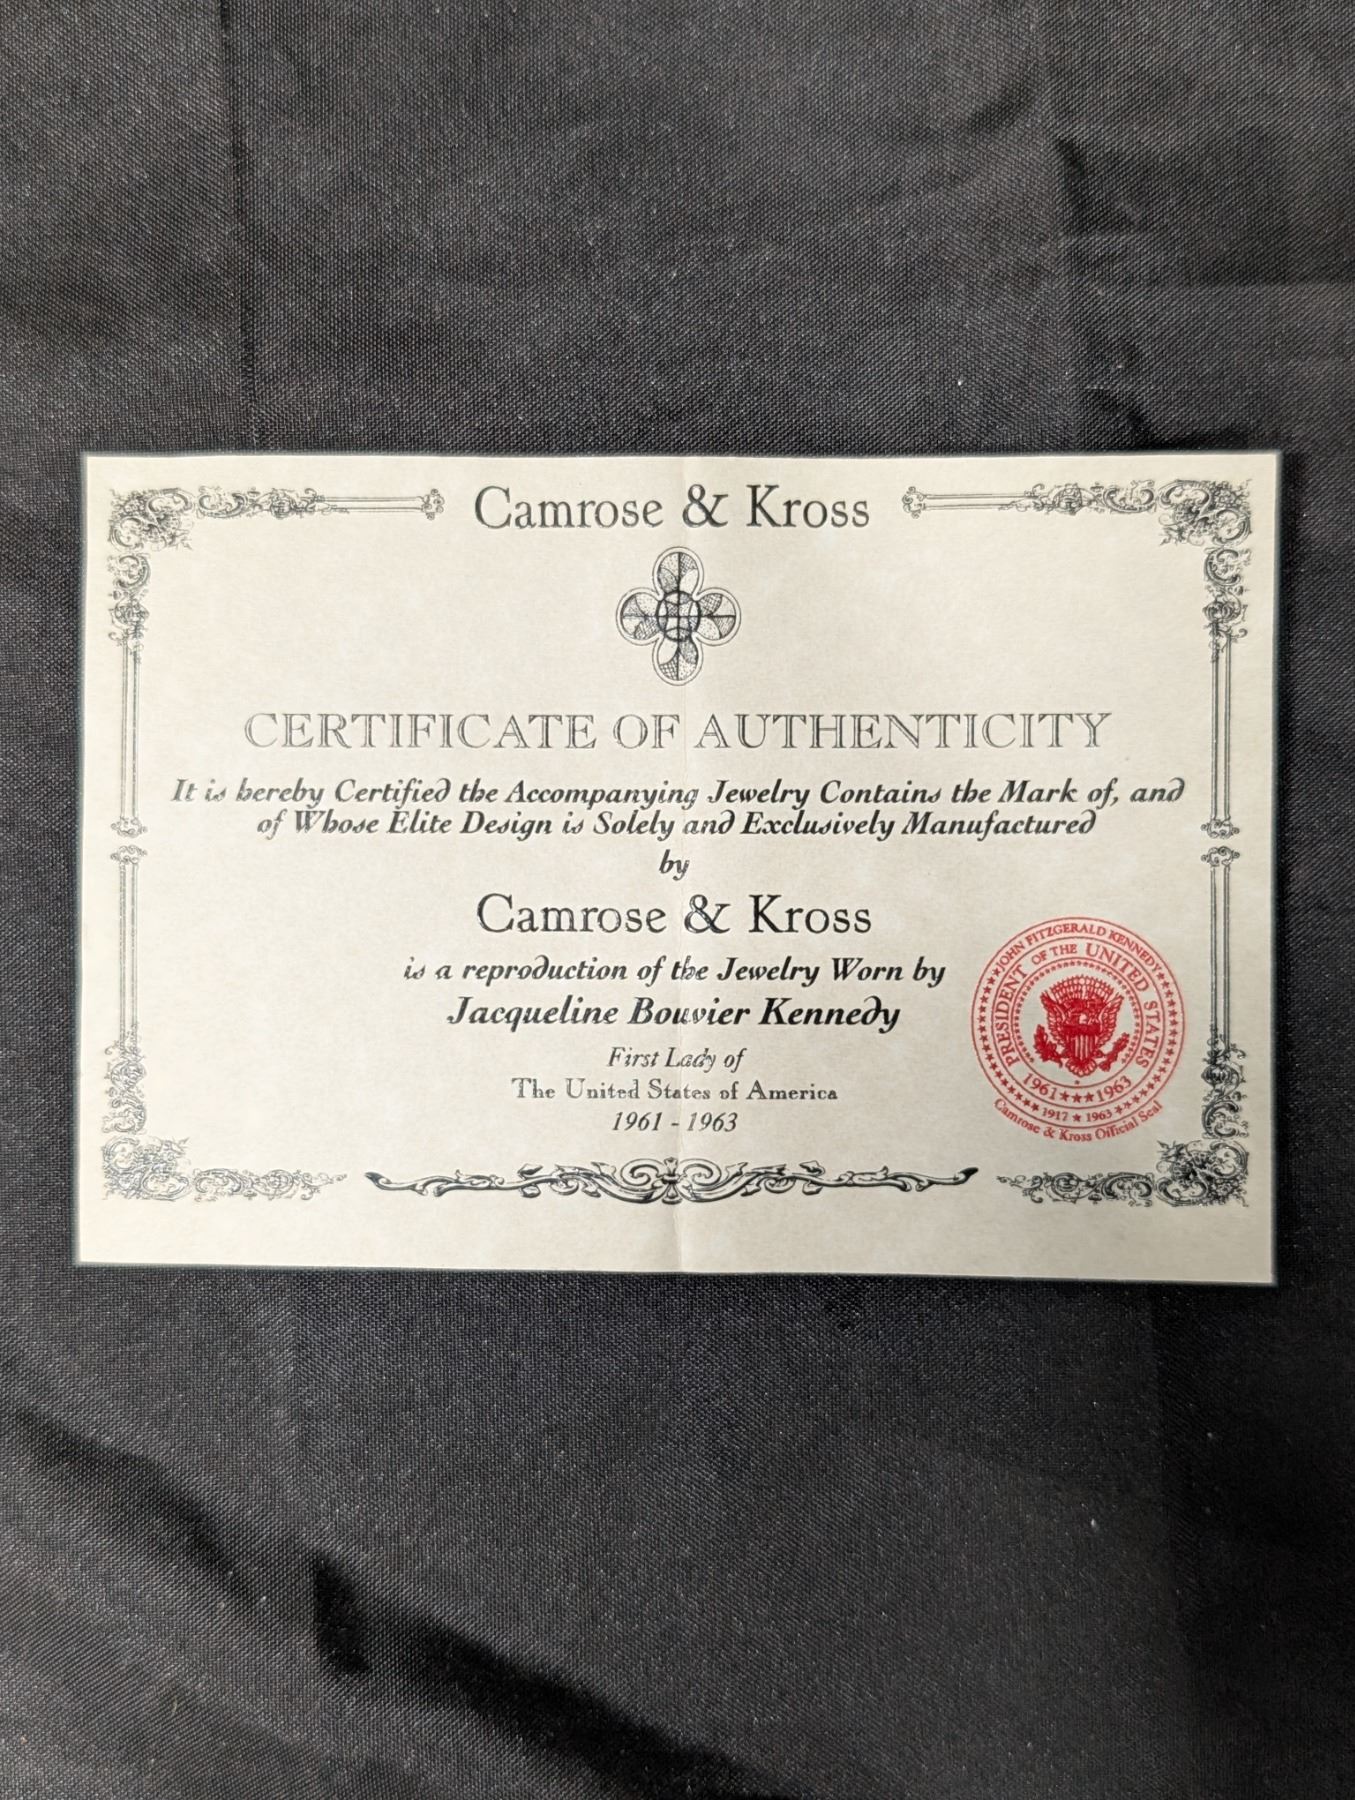 Camrose & Kross
CERTIFICATE OF AUTHENTICITY
It is hereby Certified the Accompanying Jewelry Contains the Mark of, and
of Whose Elite Design is Solely and Exclusively Manufactured
by
Camrose & Kross
is a reproduction of the Jewelry Worn by
Jacqueline Bouvier Kennedy
First Lady of
The United States of America
1961 - 1963
JOHN FITZGERALD KENNEDY
PRESIDENT OF THE UNITED STATES
1961★★★1963
1917 ★ 1963
Camrose & Kross Official Seal